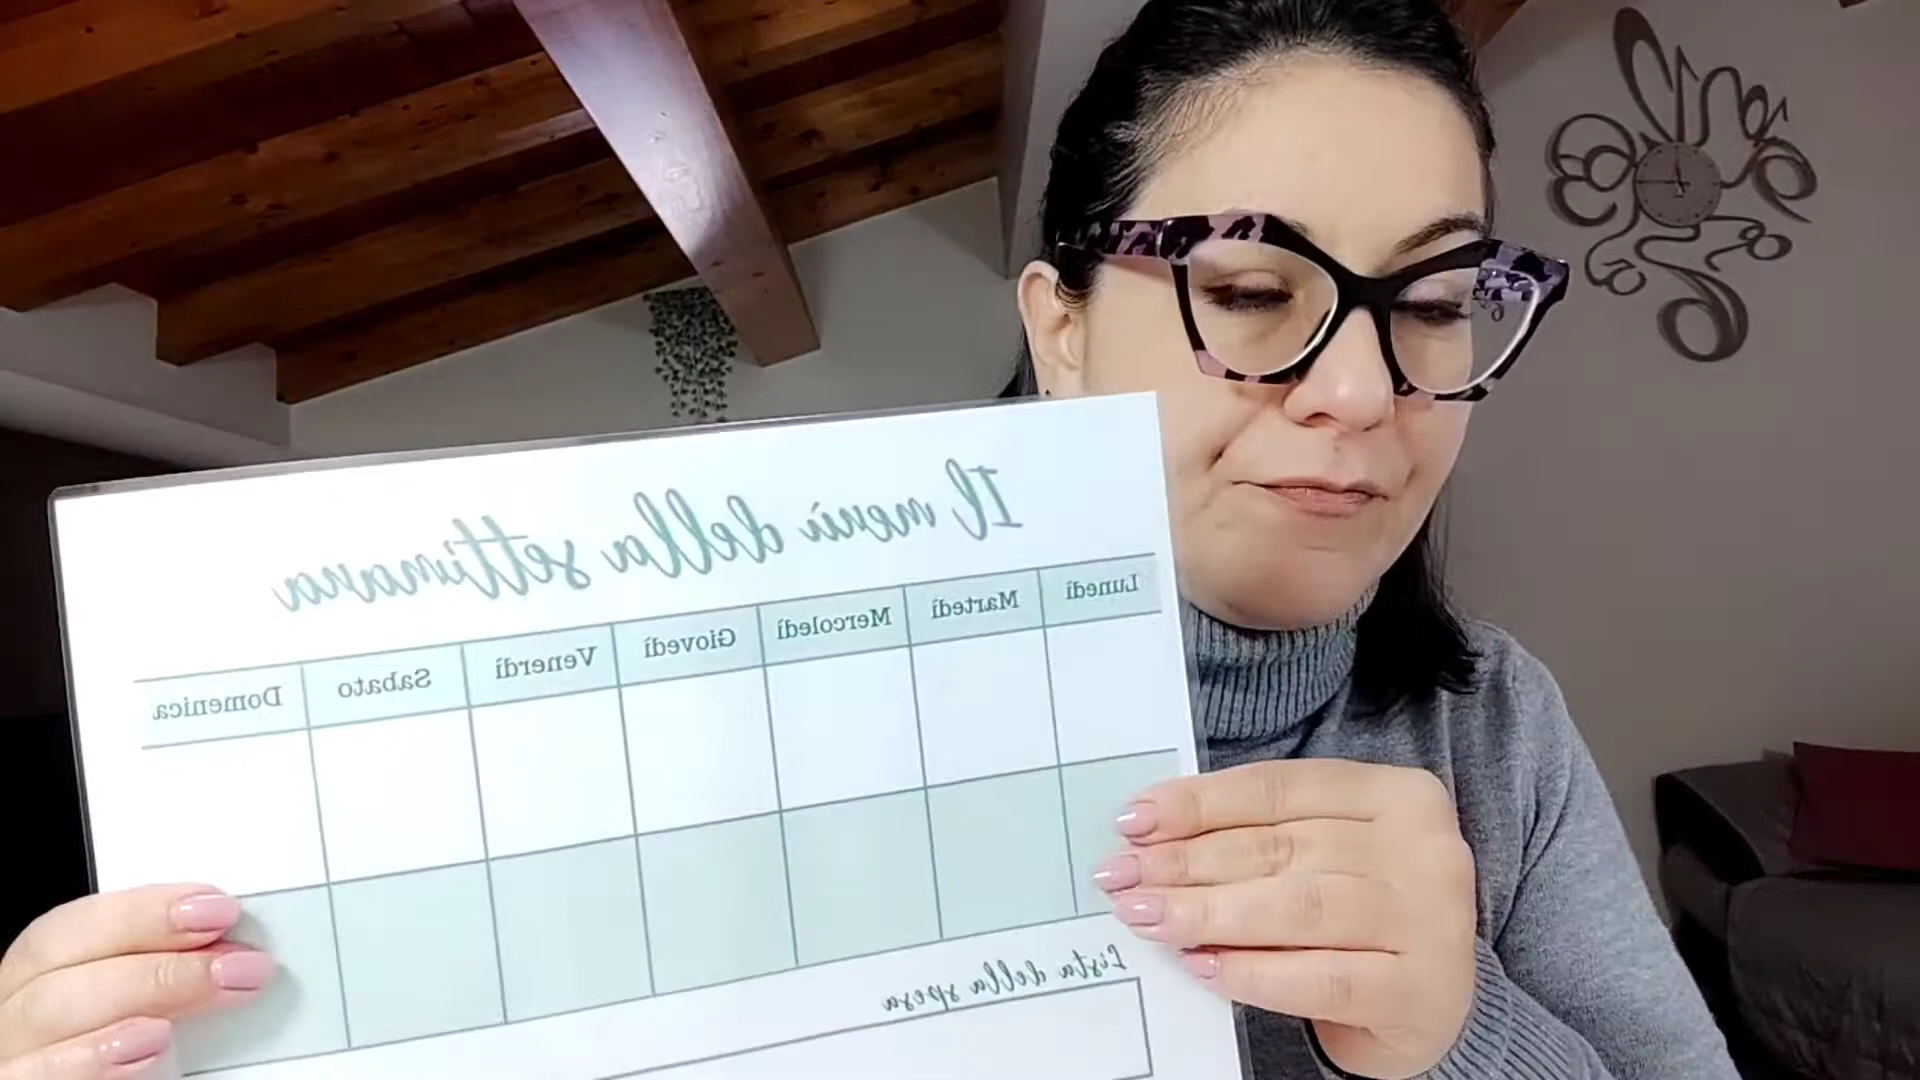 Il menù della settimana
Lunedì Martedì Mercoledì Giovedì Venerdì Sabato Domenica
Lista della spesa